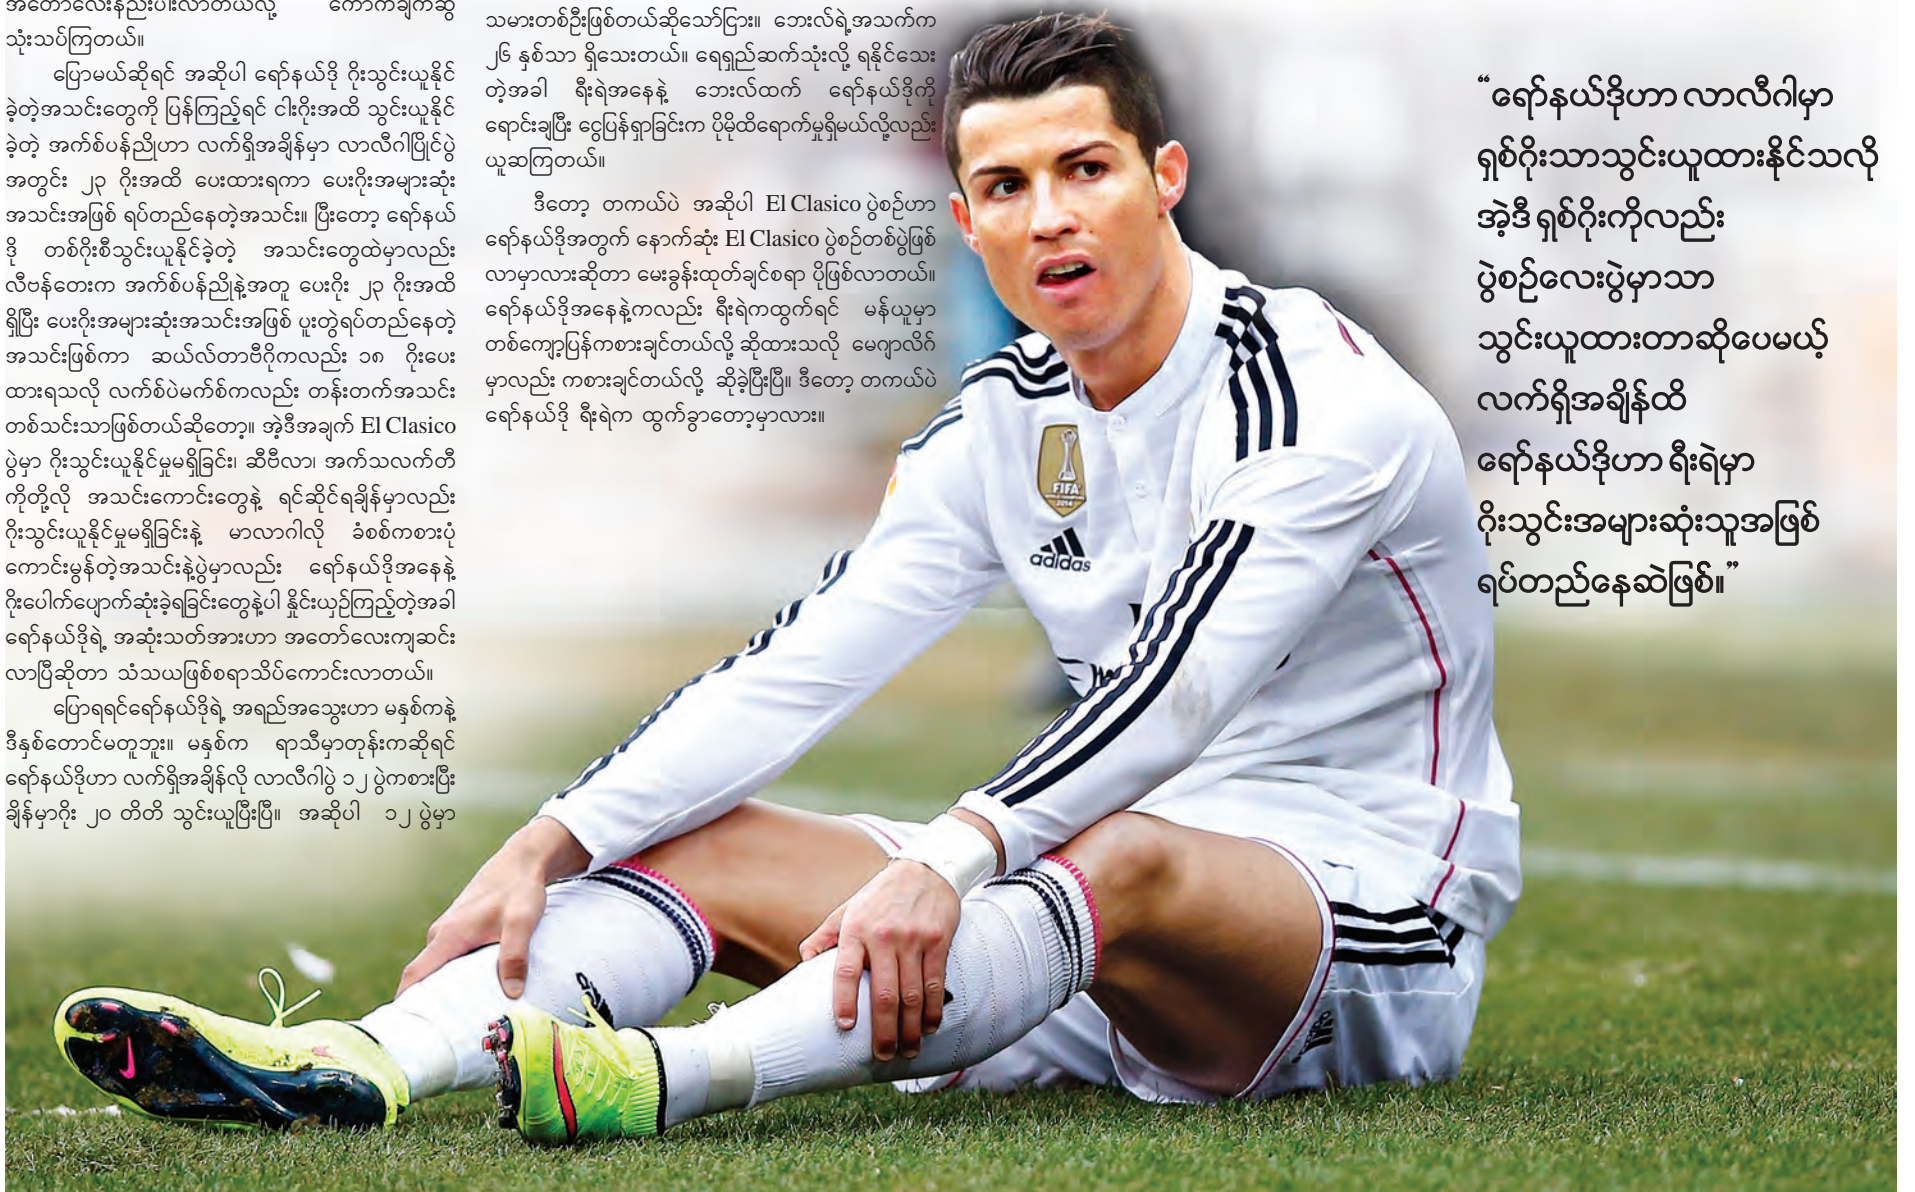 အတော်လေးနည်းပါးလာတယ်လို့ ကောက်ချက်ဆွဲ
သုံးသပ်ကြတယ်။
ပြောမယ်ဆိုရင် အဆိုပါ ရော်နယ်ဒို ဂိုးသွင်းယူနိုင်
ခဲ့တဲ့အသင်းတွေကို ပြန်ကြည့်ရင် ငါးဂိုးအထိ သွင်းယူနိုင်
ခဲ့တဲ့ အက်စ်ပန်ညိုဟာ လက်ရှိအချိန်မှာ လာလီဂါပြိုင်ပွဲ
အတွင်း ၂၃ ဂိုးအထိ ပေးထားရကာ ပေးဂိုးအများဆုံး
အသင်းအဖြစ် ရပ်တည်နေတဲ့အသင်း။ ပြီးတော့ ရော်နယ်
ဒို တစ်ဂိုးစီသွင်းယူနိုင်ခဲ့တဲ့ အသင်းတွေထဲမှာလည်း
လီဗန်တေးက အက်စ်ပန်ညိုနဲ့အတူ ပေးဂိုး ၂၃ ဂိုးအထိ
ရှိပြီး ပေးဂိုးအများဆုံးအသင်းအဖြစ် ပူးတွဲရပ်တည်နေတဲ့
အသင်းဖြစ်ကာ ဆယ်လ်တာဗီဂိုကလည်း ၁၈ ဂိုးပေး
ထားရသလို လက်စ်ပဲမက်စ်ကလည်း တန်းတက်အသင်း
တစ်သင်းသာဖြစ်တယ်ဆိုတော့။ အဲ့ဒီအချက် El Clasico
ပွဲမှာ ဂိုးသွင်းယူနိုင်မှုမရှိခြင်း၊ ဆီဗီလာ၊ အက်သလက်တီ
ကိုတို့လို အသင်းကောင်းတွေနဲ့ ရင်ဆိုင်ရချိန်မှာလည်း
ဂိုးသွင်းယူနိုင်မှုမရှိခြင်းနဲ့ မာလာဂါလို ခံစစ်ကစားပုံ
ကောင်းမွန်တဲ့အသင်းနဲ့ပွဲမှာလည်း ရော်နယ်ဒိုအနေနဲ့
ဂိုးပေါက်ပျောက်ဆုံးခဲ့ရခြင်းတွေနဲ့ပါ နှိုင်းယှဉ်ကြည့်တဲ့အခါ
ရော်နယ်ဒိုရဲ့ အဆုံးသတ်အားဟာ အတော်လေးကျဆင်း
လာပြီဆိုတာ သံသယဖြစ်စရာသိပ်ကောင်းလာတယ်။
ပြောရရင်ရော်နယ်ဒိုရဲ့ အရည်အသွေးဟာ မနှစ်ကနဲ့
ဒီနှစ်တောင်မတူဘူး။ မနှစ်က ရာသီမှာတုန်းကဆိုရင်
ရော်နယ်ဒိုဟာ လက်ရှိအချိန်လို လာလီဂါပွဲ ၁၂ ပွဲကစားပြီး
ချိန်မှာဂိုး ၂၀ တိတိ သွင်းယူပြီးပြီ။ အဆိုပါ ၁၂ ပွဲမှာ
သမားတစ်ဦးဖြစ်တယ်ဆိုသော်ငြား။ ဘေးလ်ရဲ့အသက်က
၂၆ နှစ်သာ ရှိသေးတယ်။ ရေရှည်ဆက်သုံးလို့ ရနိုင်သေး
တဲ့အခါ ရီးရဲအနေနဲ့ ဘေးလ်ထက် ရော်နယ်ဒိုကို
ရောင်းချပြီး ငွေပြန်ရှာခြင်းက ပိုမိုထိရောက်မှုရှိမယ်လို့လည်း
ယူဆကြတယ်။
ဒီတော့ တကယ်ပဲ အဆိုပါ El Clasico ပွဲစဉ်ဟာ
ရော်နယ်ဒိုအတွက် နောက်ဆုံး El Clasico ပွဲစဉ်တစ်ပွဲဖြစ်
လာမှာလားဆိုတာ မေးခွန်းထုတ်ချင်စရာ ပိုဖြစ်လာတယ်။
ရော်နယ်ဒိုအနေနဲ့ကလည်း ရီးရဲကထွက်ရင် မန်ယူမှာ
တစ်ကျော့ပြန်ကစားချင်တယ်လို့ ဆိုထားသလို မေဂျာလိဂ်
မှာလည်း ကစားချင်တယ်လို့ ဆိုခဲ့ပြီးပြီ။ ဒီတော့ တကယ်ပဲ
ရော်နယ်ဒို ရီးရဲက ထွက်ခွာတော့မှာလား။
“ရော်နယ်ဒိုဟာ လာလီဂါမှာ
ရှစ်ဂိုးသာသွင်းယူထားနိုင်သလို
အဲ့ဒီ ရှစ်ဂိုးကိုလည်း
ပွဲစဉ်လေးပွဲမှာသာ
သွင်းယူထားတာဆိုပေမယ့်
လက်ရှိအချိန်ထိ
ရော်နယ်ဒိုဟာ ရီးရဲမှာ
ဂိုးသွင်းအများဆုံးသူအဖြစ်
ရပ်တည်နေဆဲဖြစ်။”
FIFA
2014
adidas